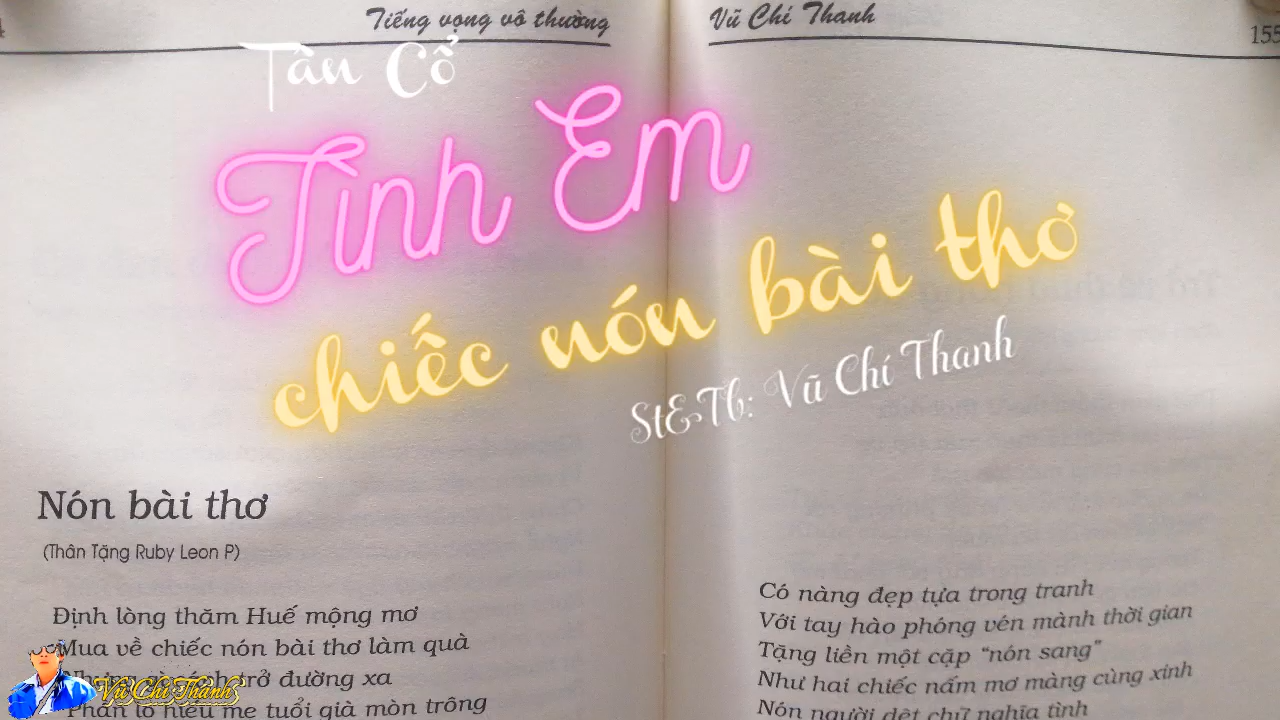 Tiếng vọng vô thường
Vũ Chí Thanh
155
Tân Cổ
Tình Em
chiếc nón bài thơ
St&Tb: Vũ Chí Thanh
Nón bài thơ
(Thân Tặng Ruby Leon P)
Định lòng thăm Huế mộng mơ
Mua về chiếc nón bài thơ làm quà
trở đường xa
Phần lo hiếu mẹ tuổi già mòn trông
Có nàng đẹp tựa trong tranh
Với tay hào phóng vén mành thời gian
Tặng liền một cặp “nón sang”
Như hai chiếc nấm mơ màng cùng xinh
Nón người dệt chữ nghĩa tình
Vũ Chí Thanh